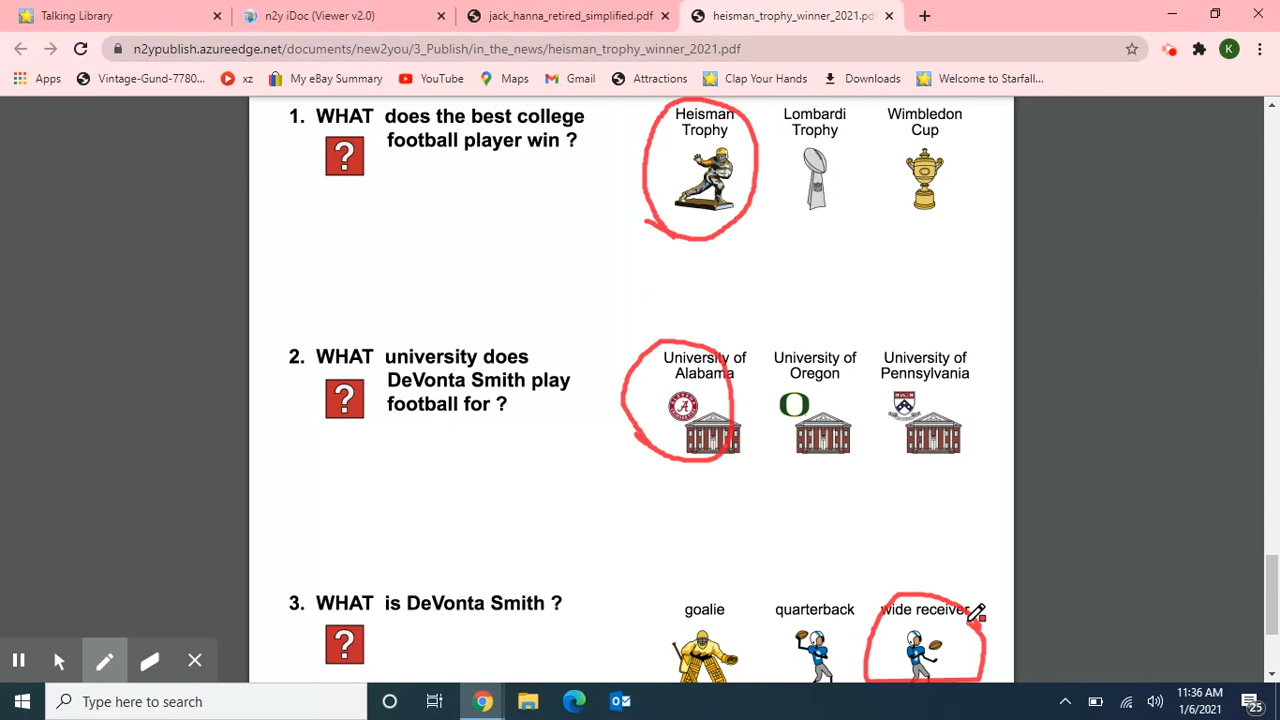 Talking Library
n2y iDoc (Viewer v2.0)
jack_hanna_retired_simplified.pdf
heisman_trophy_winner_2021.pd
n2ypublish.azureedge.net/documents/new2you/3_Publish/in_the_news/heisman_trophy_winner_2021.pdf
K
Apps
Vintage-Gund-7780...
xz
My eBay Summary
YouTube
Maps
Gmail
Attractions
Clap Your Hands
Downloads
Welcome to Starfall...
1. WHAT does the best college
football player win ?
?
Heisman
Trophy
Lombardi
Trophy
Wimbledon
Cup
2. WHAT university does
DeVonta Smith play
football for ?
?
University of
Alabama
University of
Oregon
University of
Pennsylvania
A
O
3. WHAT is DeVonta Smith ?
?
goalie
quarterback
wide receiver
Type here to search
11:36 AM
1/6/2021
25